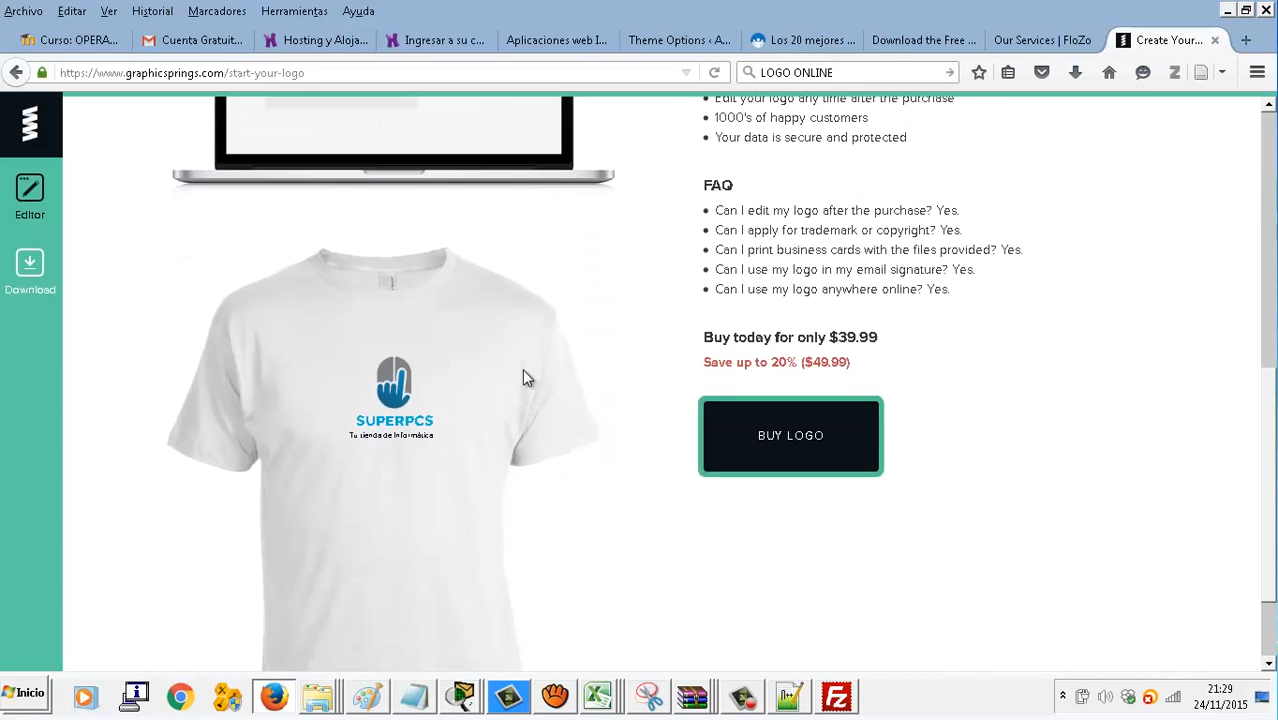 Archivo Editar Ver Historial Marcadores Herramientas Ayuda
Curso: OPERA... Cuenta Gratuit... Hosting y Aloja... Ingresar a su c... Aplicaciones web I... Theme Options ‹ A... Los 20 mejores ... Download the Free ... Our Services | FloZo Create Your...
https://www.graphicsprings.com/start-your-logo LOGO ONLINE
Edit your logo any time after the purchase
1000's of happy customers
Your data is secure and protected
FAQ
Can I edit my logo after the purchase? Yes.
Can I apply for trademark or copyright? Yes.
Can I print business cards with the files provided? Yes.
Can I use my logo in my email signature? Yes.
Can I use my logo anywhere online? Yes.
Buy today for only $39.99
Save up to 20% ($49.99)
BUY LOGO
Editor
Download
SUPERPCS
Tu tienda de Informática
Inicio
21:29
24/11/2015